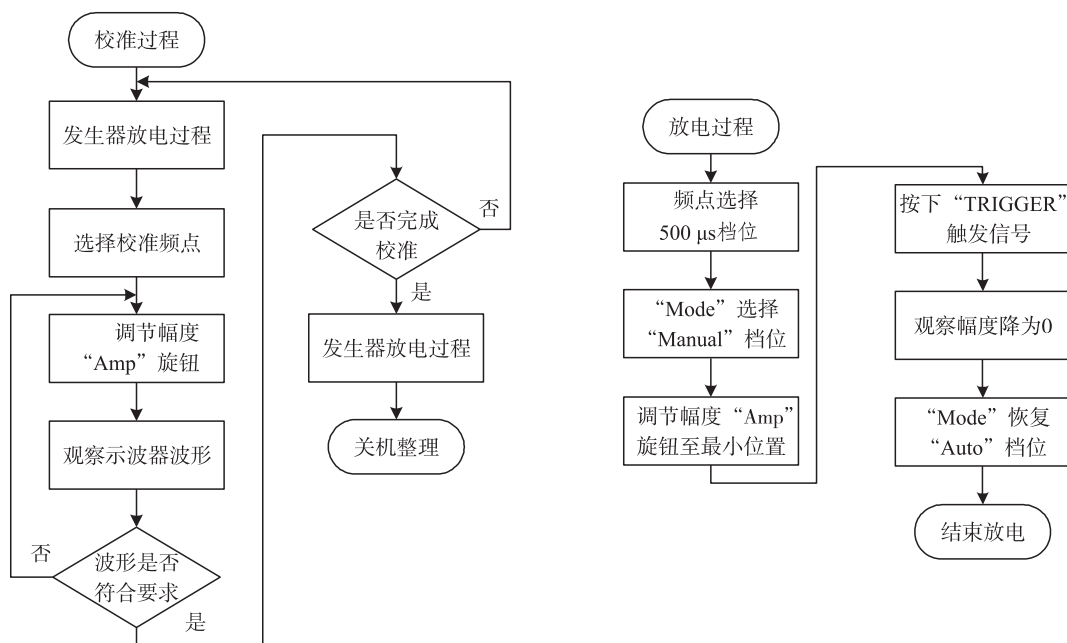 校准过程
发生器放电过程
选择校准频点
调节幅度
“Amp”旋钮
观察示波器波形
波形是否
符合要求
否
是
是否完成
校准
否
是
发生器放电过程
关机整理
放电过程
频点选择
500 μs档位
“Mode”选择
“Manual”档位
调节幅度“Amp”
旋钮至最小位置
按下“TRIGGER”
触发信号
观察幅度降为0
“Mode”恢复
“Auto”档位
结束放电